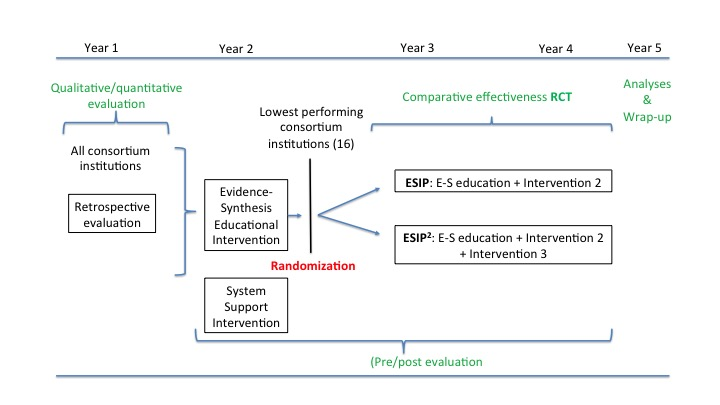 Year 1
Year 2
Year 3
Year 4
Year 5
Qualitative/quantitative
evaluation
All consortium
institutions
Retrospective
evaluation
Evidence-
Synthesis
Educational
Intervention
System
Support
Intervention
Lowest performing
consortium
institutions (16)
Randomization
Comparative effectiveness RCT
ESIP: E-S education + Intervention 2
ESIP²: E-S education + Intervention 2
+ Intervention 3
Analyses
&
Wrap-up
(Pre/post evaluation